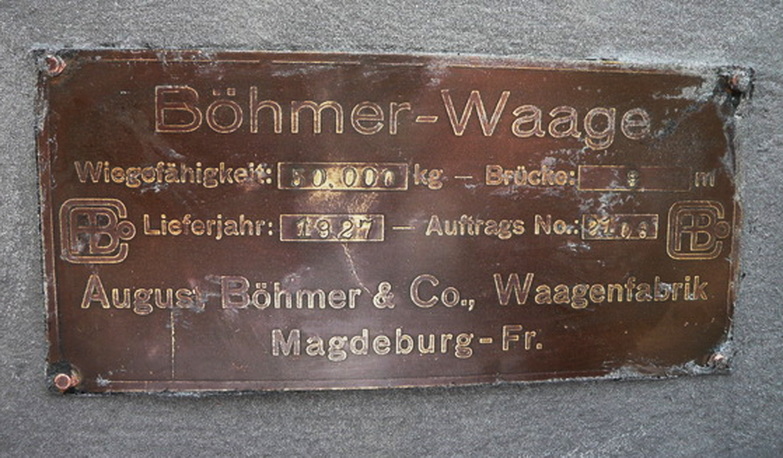 Böhmer-Waage
Wiegefähigkeit: kg – Brücke: m
Lieferjahr: 1927 – Auftrags No.:
August Böhmer & Co., Waagenfabrik
Magdeburg-Fr.